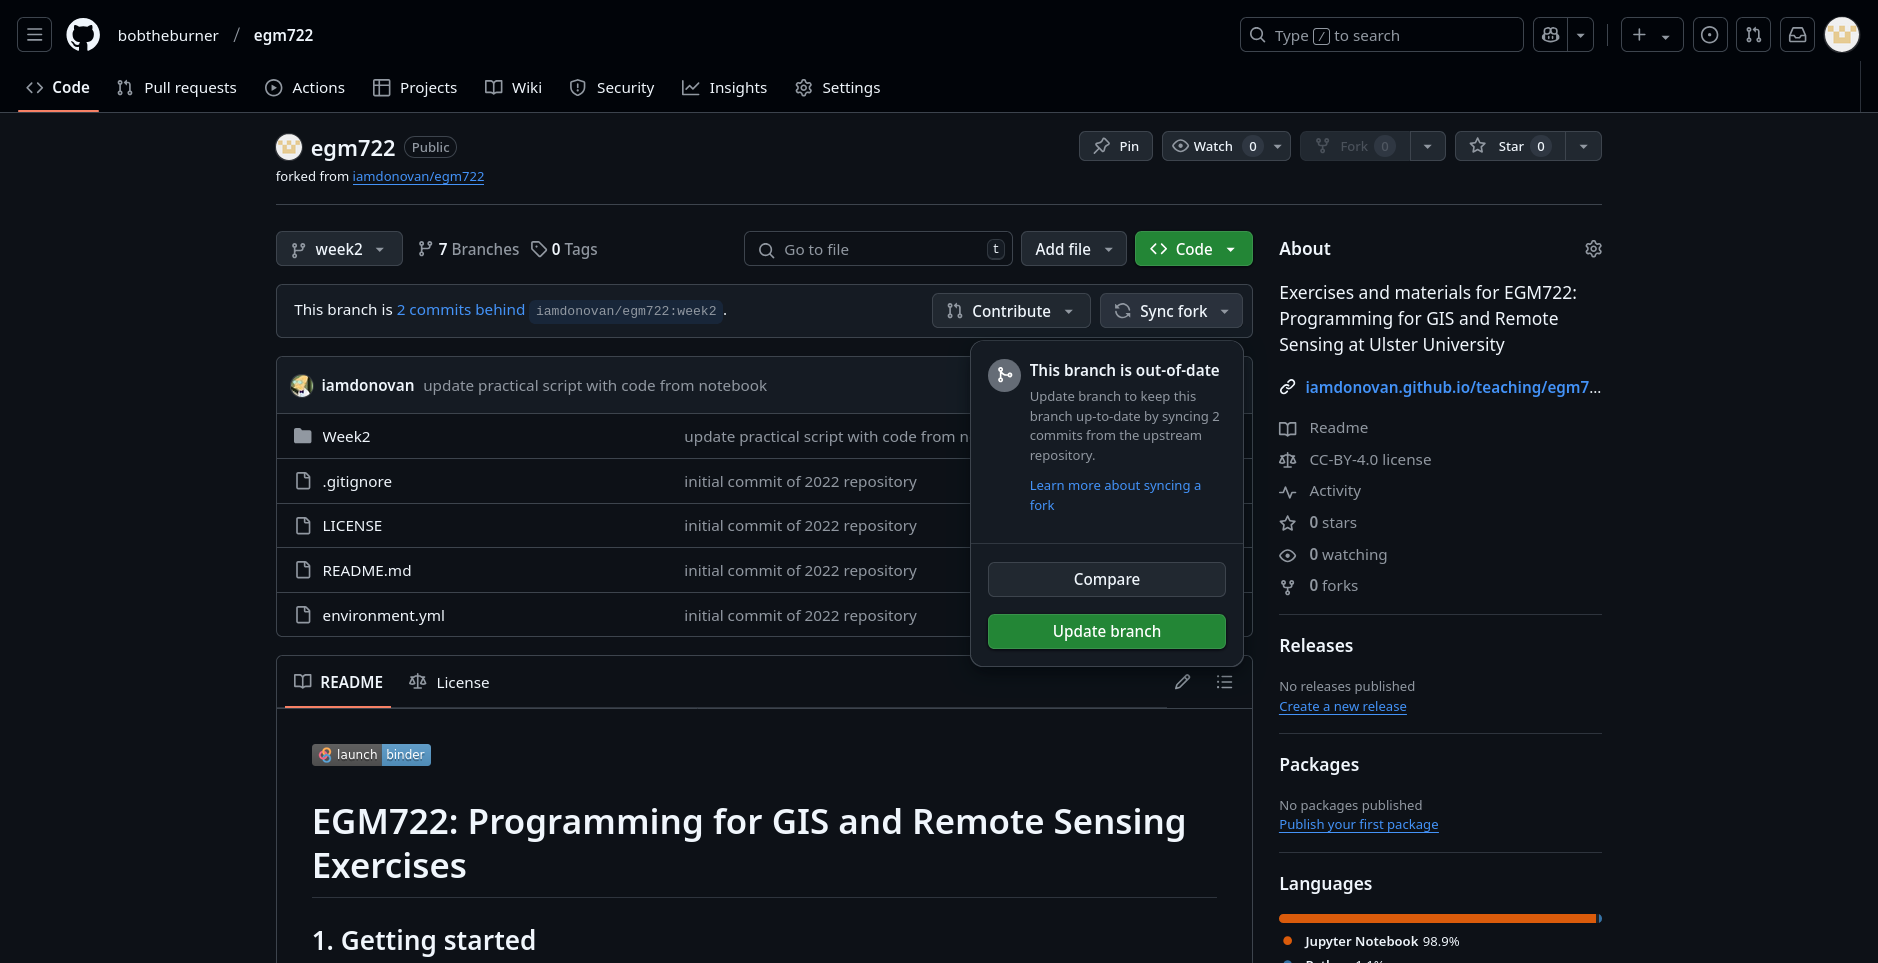 bobtheburner / egm722
Type / to search
Code Pull requests Actions Projects Wiki Security Insights Settings
egm722 Public
Pin Watch 0 Fork 0 Star 0
forked from iamdonovan/egm722
week2 7 Branches 0 Tags Go to file t Add file Code
This branch is 2 commits behind iamdonovan/egm722:week2 .
Contribute Sync fork
This branch is out-of-date
Update branch to keep this
branch up-to-date by syncing 2
commits from the upstream
repository.
Learn more about syncing a
fork
Compare
Update branch
iamdonovan update practical script with code from notebook
Week2 update practical script with code from n
.gitignore initial commit of 2022 repository
LICENSE initial commit of 2022 repository
README.md initial commit of 2022 repository
environment.yml initial commit of 2022 repository
README License
launch binder
EGM722: Programming for GIS and Remote Sensing
Exercises
1. Getting started
About
Exercises and materials for EGM722:
Programming for GIS and Remote
Sensing at Ulster University
iamdonovan.github.io/teaching/egm7...
Readme
CC-BY-4.0 license
Activity
0 stars
0 watching
0 forks
Releases
No releases published
Create a new release
Packages
No packages published
Publish your first package
Languages
Jupyter Notebook 98.9%